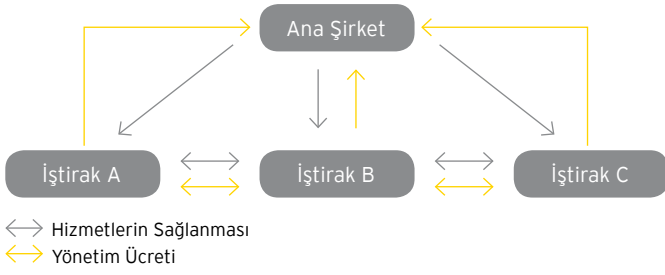 Ana Şirket
İştirak A
İştirak B
İştirak C
Hizmetlerin Sağlanması
Yönetim Ücreti